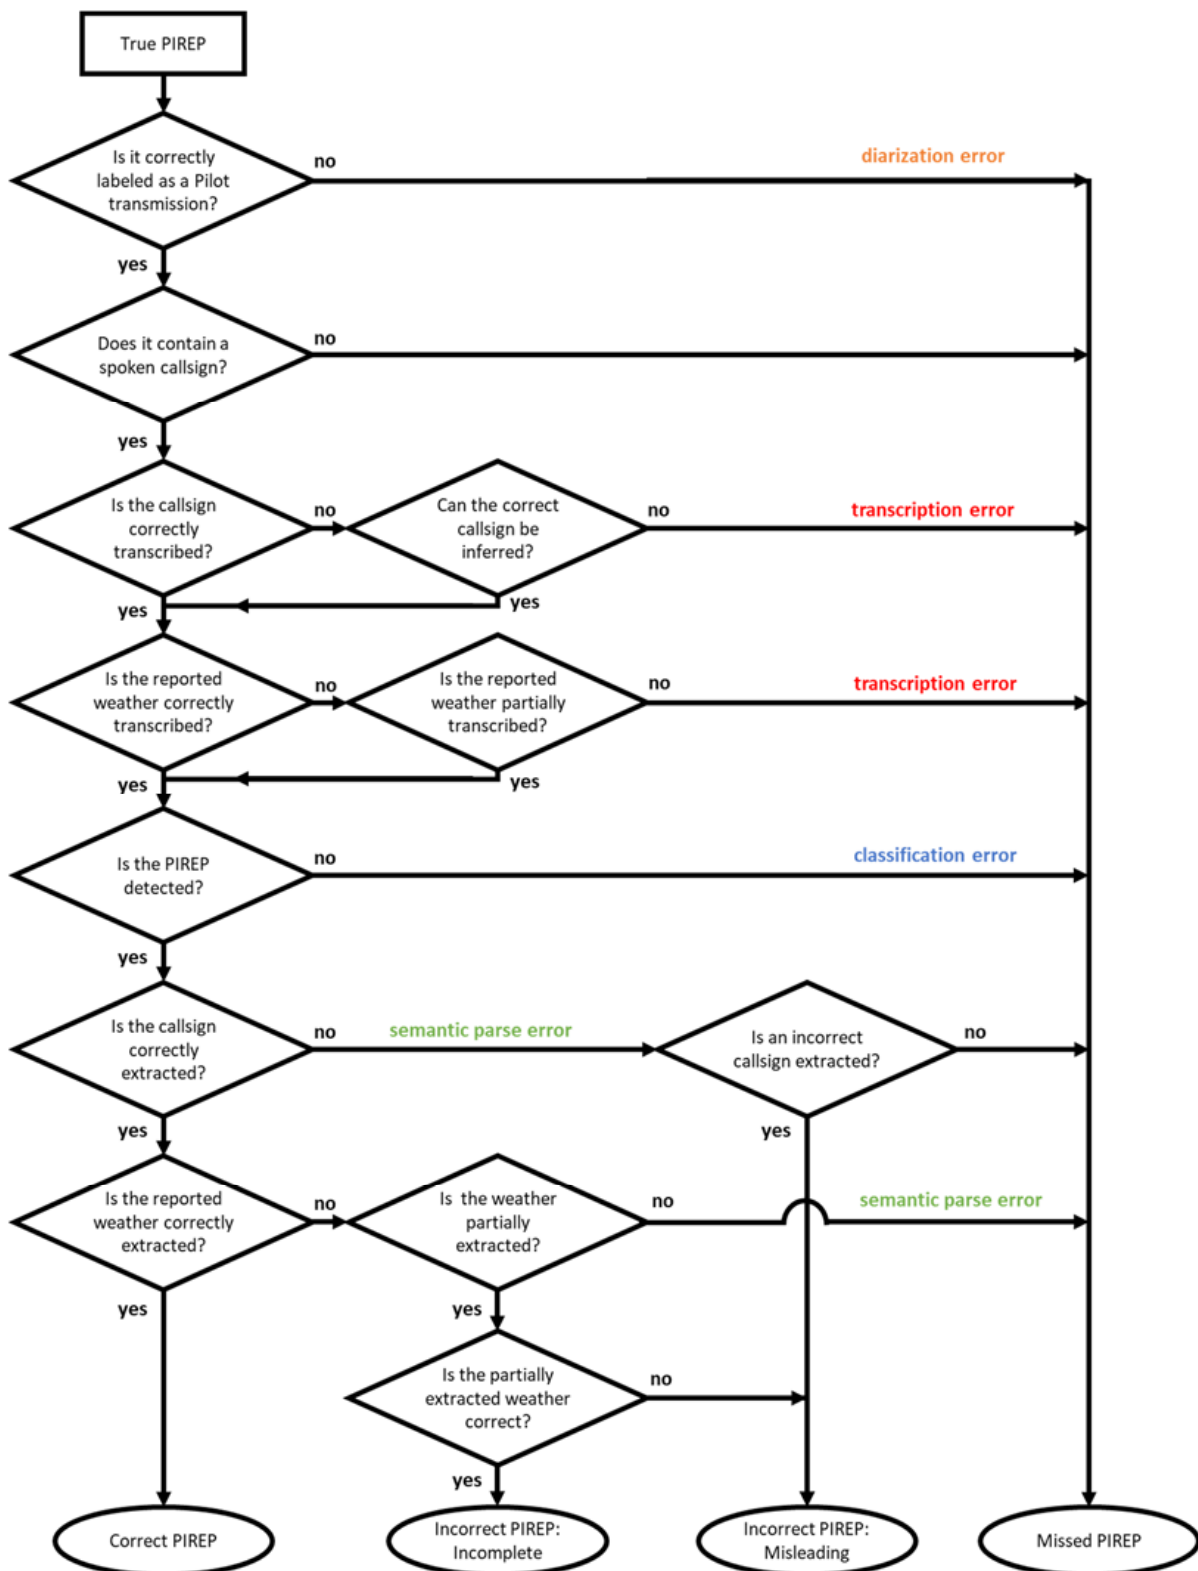 True PIREP
Is it correctly
labeled as a Pilot
transmission?
no
diarization error
yes
Does it contain a
spoken callsign?
no
yes
Is the callsign
correctly
transcribed?
no
Can the correct
callsign be
inferred?
no
transcription error
yes
yes
Is the reported
weather correctly
transcribed?
no
Is the reported
weather partially
transcribed?
no
transcription error
yes
yes
Is the PIREP
detected?
no
classification error
yes
Is the callsign
correctly
extracted?
no
semantic parse error
Is an incorrect
callsign extracted?
no
yes
yes
Is the reported
weather correctly
extracted?
no
Is the weather
partially
extracted?
no
semantic parse error
yes
yes
Is the partially
extracted weather
correct?
no
yes
Correct PIREP
Incorrect PIREP:
Incomplete
Incorrect PIREP:
Misleading
Missed PIREP